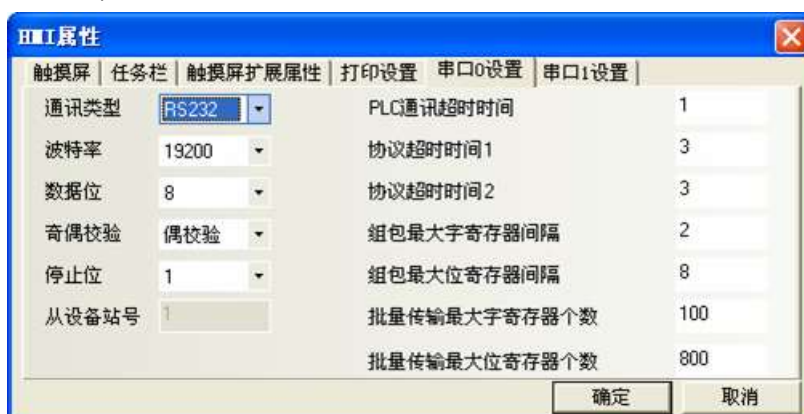 HMI属性
触摸屏 任务栏 触摸屏扩展属性 打印设置 串口0设置 串口1设置
通讯类型 RS232 PLC通讯超时时间 1
波特率 19200 协议超时时间1 3
数据位 8 协议超时时间2 3
奇偶校验 偶校验 组包最大字寄存器间隔 2
停止位 1 组包最大位寄存器间隔 8
从设备站号 1 批量传输最大字寄存器个数 100
批量传输最大位寄存器个数 800
确定 取消